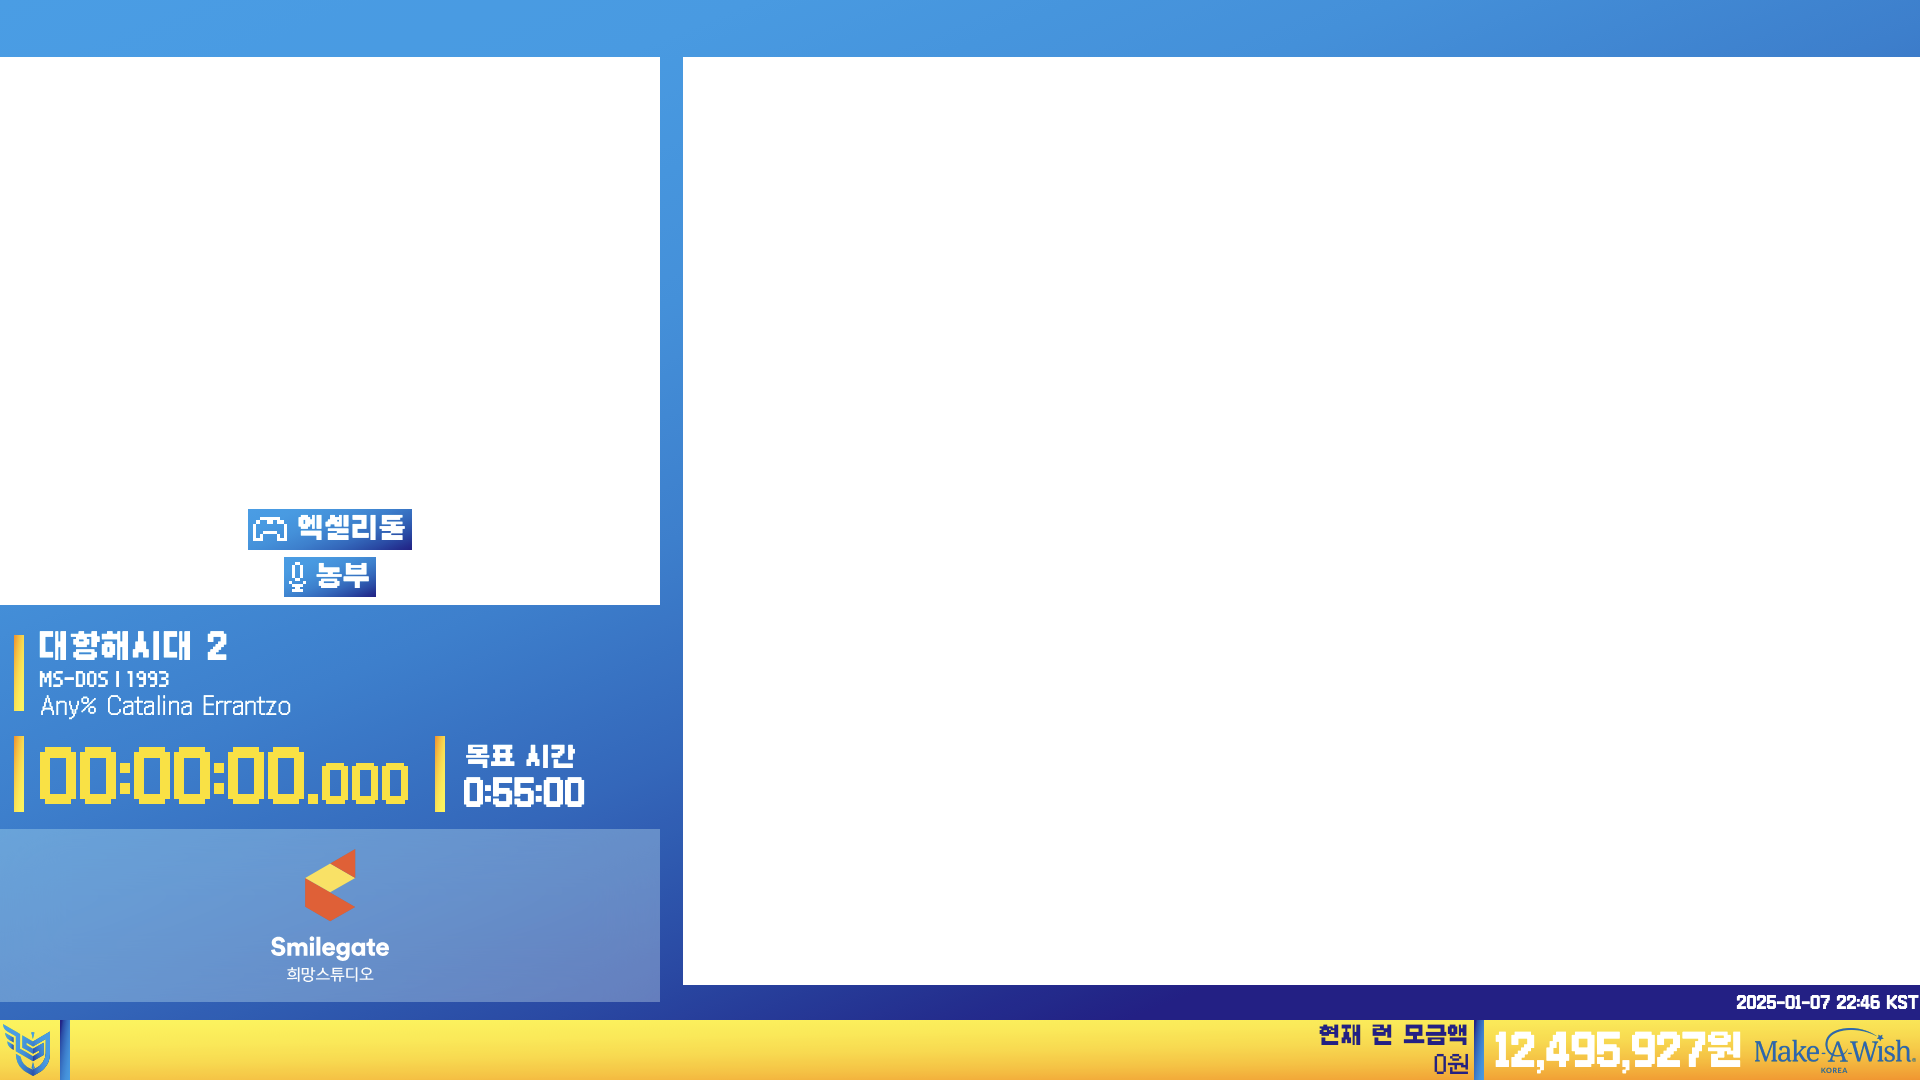 엑셀리돌
농부
대항해시대 2
MS-DOS | 1993
Any% Catalina Errantzo
00:00:00.000
목표 시간
0:55:00
Smilegate
희망스튜디오
2025-01-07 22:46 KST
현재 런 모금액
0원
12,495,927원
Make-A-Wish.
KOREA